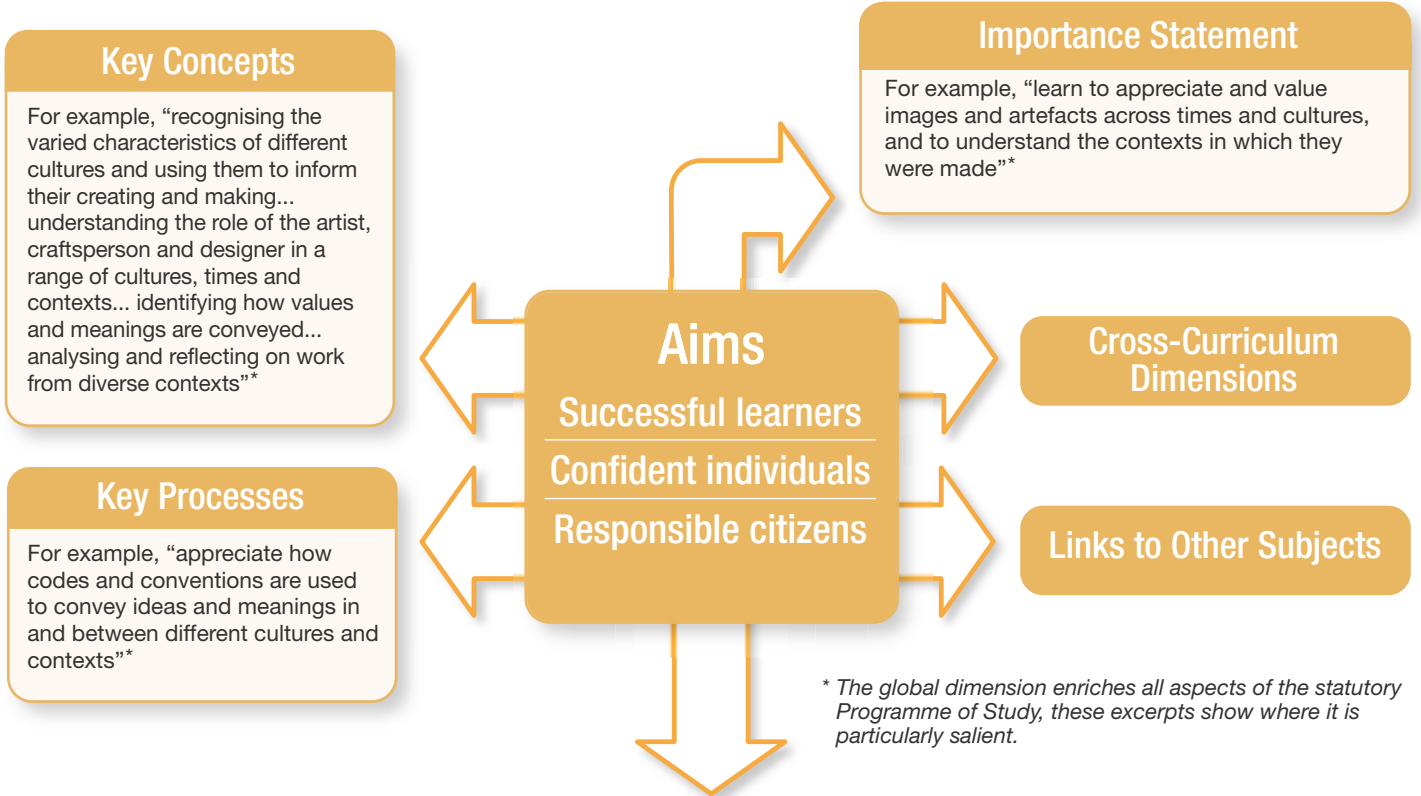 Key Concepts
For example, “recognising the
varied characteristics of different
cultures and using them to inform
their creating and making...
understanding the role of the artist,
craftsperson and designer in a
range of cultures, times and
contexts... identifying how values
and meanings are conveyed...
analysing and reflecting on work
from diverse contexts”*
Key Processes
For example, “appreciate how
codes and conventions are used
to convey ideas and meanings in
and between different cultures and
contexts”*
Aims
Successful learners
Confident individuals
Responsible citizens
Importance Statement
For example, “learn to appreciate and value
images and artefacts across times and cultures,
and to understand the contexts in which they
were made”*
Cross-Curriculum
Dimensions
Links to Other Subjects
* The global dimension enriches all aspects of the statutory
Programme of Study, these excerpts show where it is
particularly salient.